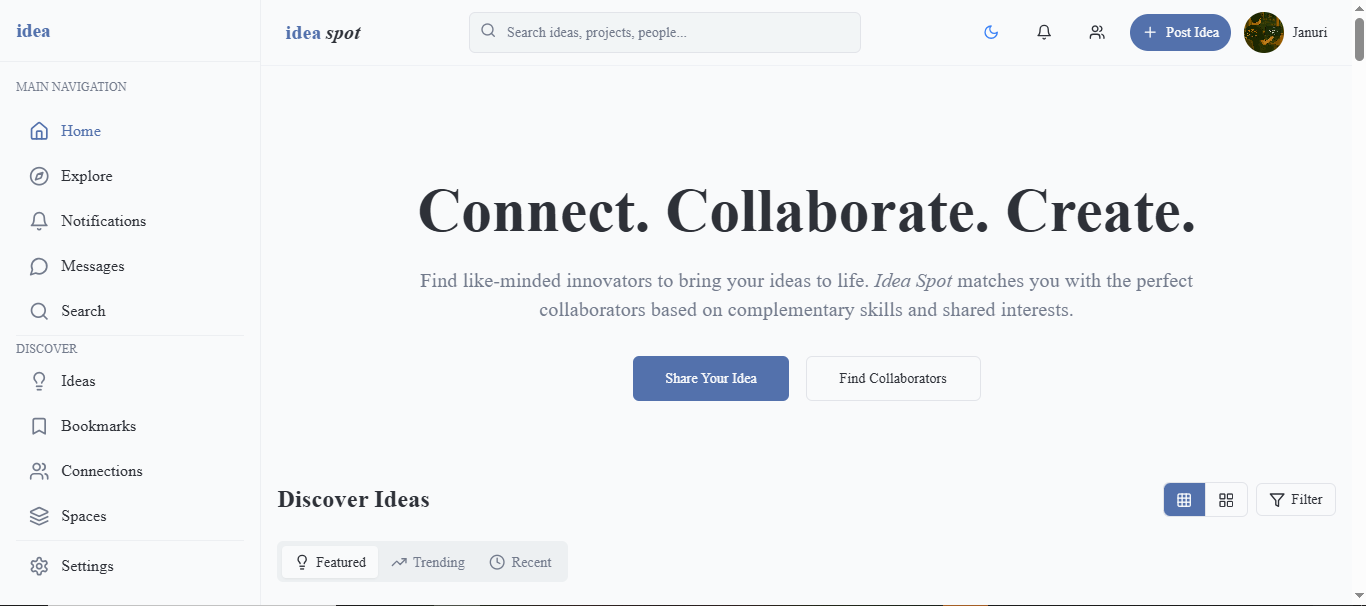 idea
MAIN NAVIGATION
Home
Explore
Notifications
Messages
Search
DISCOVER
Ideas
Bookmarks
Connections
Spaces
Settings
idea spot
Search ideas, projects, people...
Post Idea
Januri
Connect. Collaborate. Create.
Find like-minded innovators to bring your ideas to life. Idea Spot matches you with the perfect
collaborators based on complementary skills and shared interests.
Share Your Idea
Find Collaborators
Discover Ideas
Filter
Featured
Trending
Recent